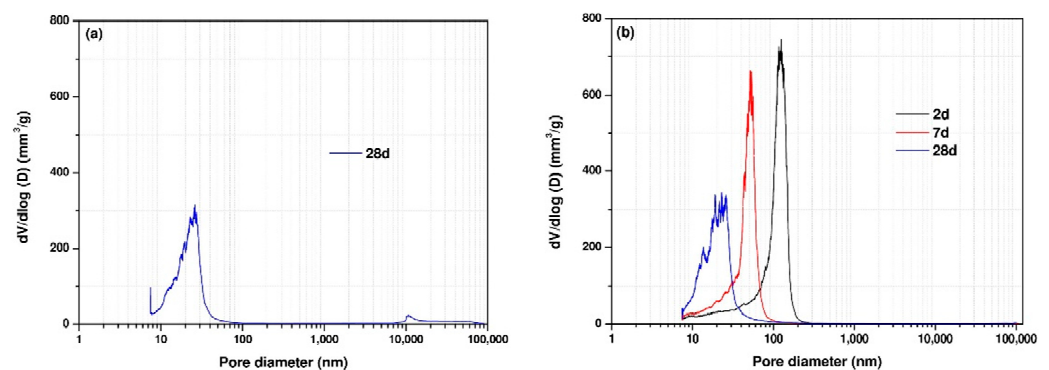 (a)
800
600
400
200
0
dV/dlog (D) (mm³/g)
28d
1 10 100 1,000 10,000 100,000
Pore diameter (nm)
(b)
800
600
400
200
0
dV/dlog (D) (mm³/g)
2d
7d
28d
1 10 100 1,000 10,000 100,000
Pore diameter (nm)